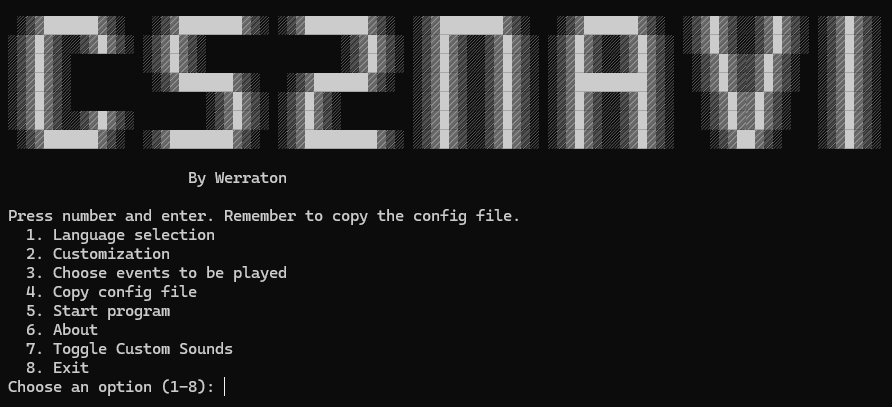 CS2NAVI
By Werraton
Press number and enter. Remember to copy the config file.
1. Language selection
2. Customization
3. Choose events to be played
4. Copy config file
5. Start program
6. About
7. Toggle Custom Sounds
8. Exit
Choose an option (1-8):